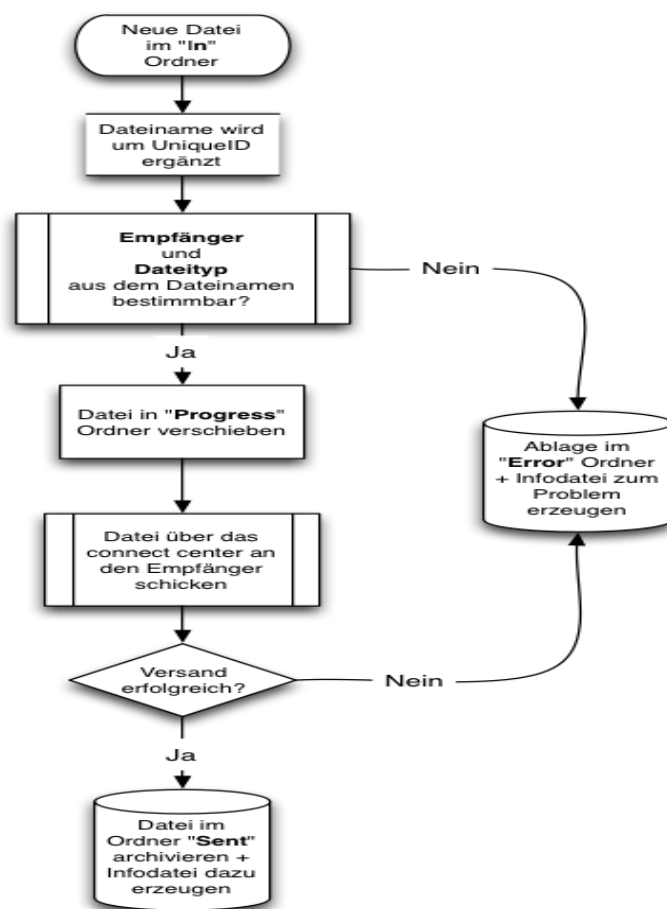 Neue Datei
im "In"
Ordner
Dateiname wird
um UniqueID
ergänzt
Empfänger
und
Dateityp
aus dem Dateinamen
bestimmbar?
Nein
Ja
Datei in "Progress"
Ordner verschieben
Ablage im
"Error" Ordner
+ Infodatei zum
Problem
erzeugen
Datei über das
connect center an
den Empfänger
schicken
Versand
erfolgreich?
Nein
Ja
Datei im
Ordner "Sent"
archivieren +
Infodatei dazu
erzeugen